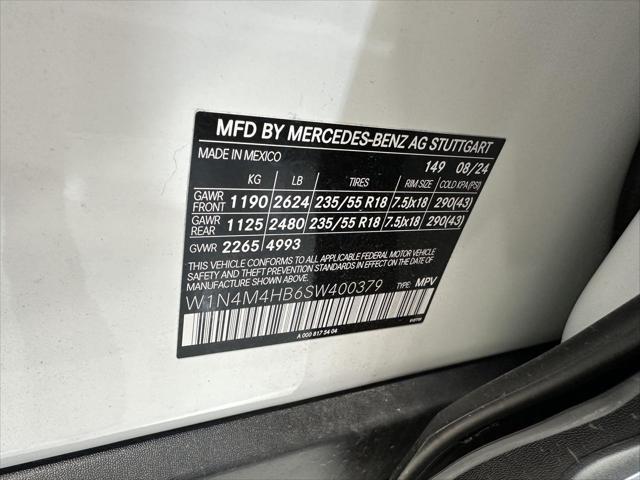 MFD BY MERCEDES-BENZ AG STUTTGART
MADE IN MEXICO 149 08/24
KG LB TIRES RIM SIZE COLD KPA(PSI)
GAWR FRONT 1190 2624 235/55 R18 7.5Jx18 290(43)
GAWR REAR 1125 2480 235/55 R18 7.5Jx18 290(43)
GVWR 2265 4993
THIS VEHICLE CONFORMS TO ALL APPLICABLE FEDERAL MOTOR VEHICLE
SAFETY, BUMPER AND THEFT PREVENTION STANDARDS IN EFFECT ON THE DATE OF
MANUFACTURE SHOWN ABOVE.
W1N4M4HB6SW400379 TYPE: MPV
A 000 817 54 04